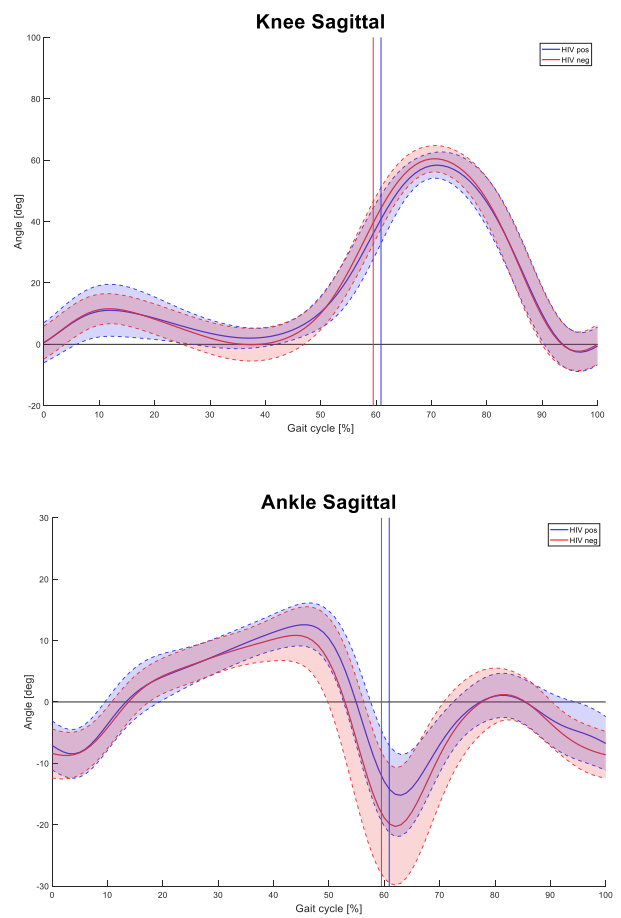 Knee Sagittal
100
80
60
40
20
0
-20
Angle [deg]
HIV pos
HIV neg
0 10 20 30 40 50 60 70 80 90 100
Gait cycle [%]
Ankle Sagittal
30
20
10
0
-10
-20
-30
Angle [deg]
HIV pos
HIV neg
0 10 20 30 40 50 60 70 80 90 100
Gait cycle [%]